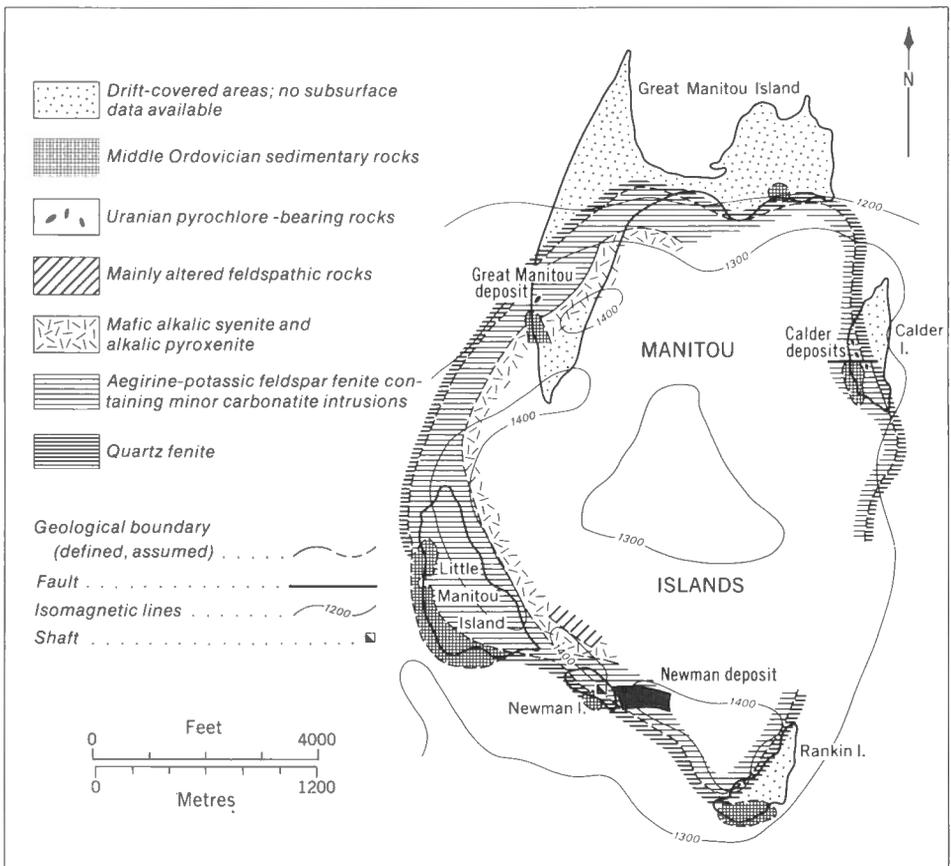 Drift-covered areas; no subsurface
data available
Middle Ordovician sedimentary rocks
Uranian pyrochlore -bearing rocks
Mainly altered feldspathic rocks
Mafic alkalic syenite and
alkalic pyroxenite
Aegirine-potassic feldspar fenite con-
taining minor carbonatite intrusions
Quartz fenite
Geological boundary
(defined, assumed) . . . . . .
Fault . . . . . . . . . . . . . . . . . .
Isomagnetic lines . . . . . . 1200
Shaft . . . . . . . . . . . . . . . . . .
Feet
0 4000
0 1200
Metres
N
Great Manitou Island
1200
1300
Great Manitou
deposit
1400
MANITOU
Calder
deposits
Calder
I.
1400
1300
ISLANDS
Little
Manitou
Island
1400
Newman deposit
Newman I.
1400
Rankin I.
1300